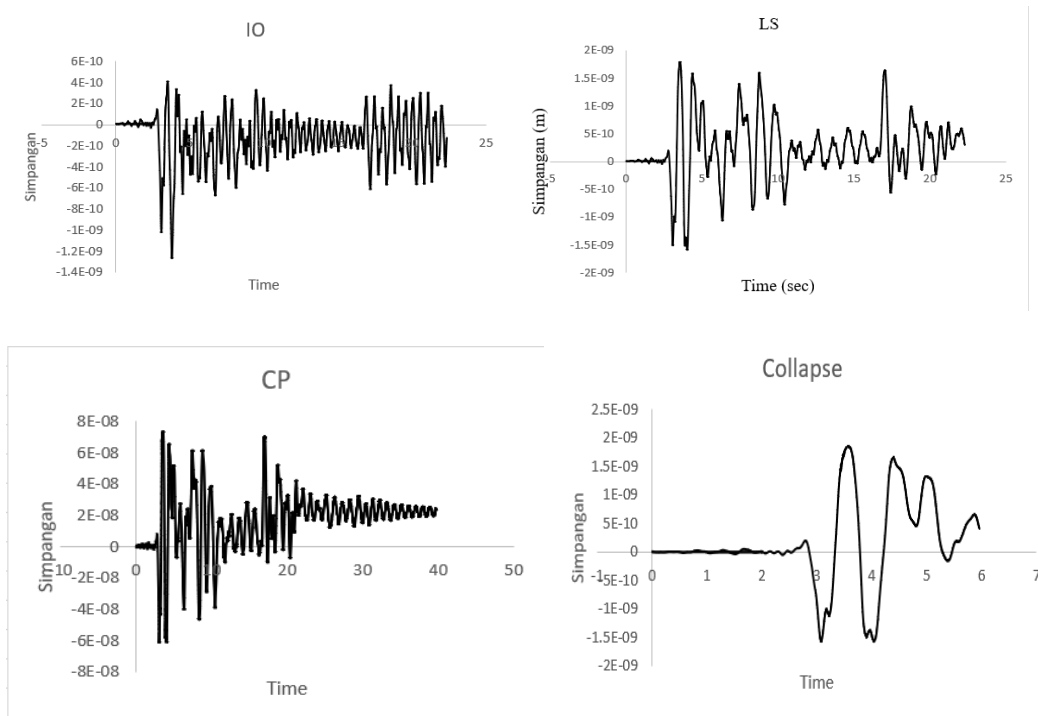 IO
6E-10
4E-10
2E-10
0
-2E-10
-4E-10
-6E-10
-8E-10
-1E-09
-1.2E-09
-1.4E-09
-5 0 25
Simpangan
Time
LS
2E-09
1.5E-09
1E-09
5E-10
0
-5E-10
-1E-09
-1.5E-09
-2E-09
-5 0 5 10 15 20 25
Simpangan (m)
Time (sec)
CP
8E-08
6E-08
4E-08
2E-08
0
-2E-08
-4E-08
-6E-08
-8E-08
10 0 10 20 30 40 50
Simpangan
Time
Collapse
2.5E-09
2E-09
1.5E-09
1E-09
5E-10
0
-5E-10
-1E-09
-1.5E-09
-2E-09
-1 0 1 2 3 4 5 6 7
Simpangan
Time